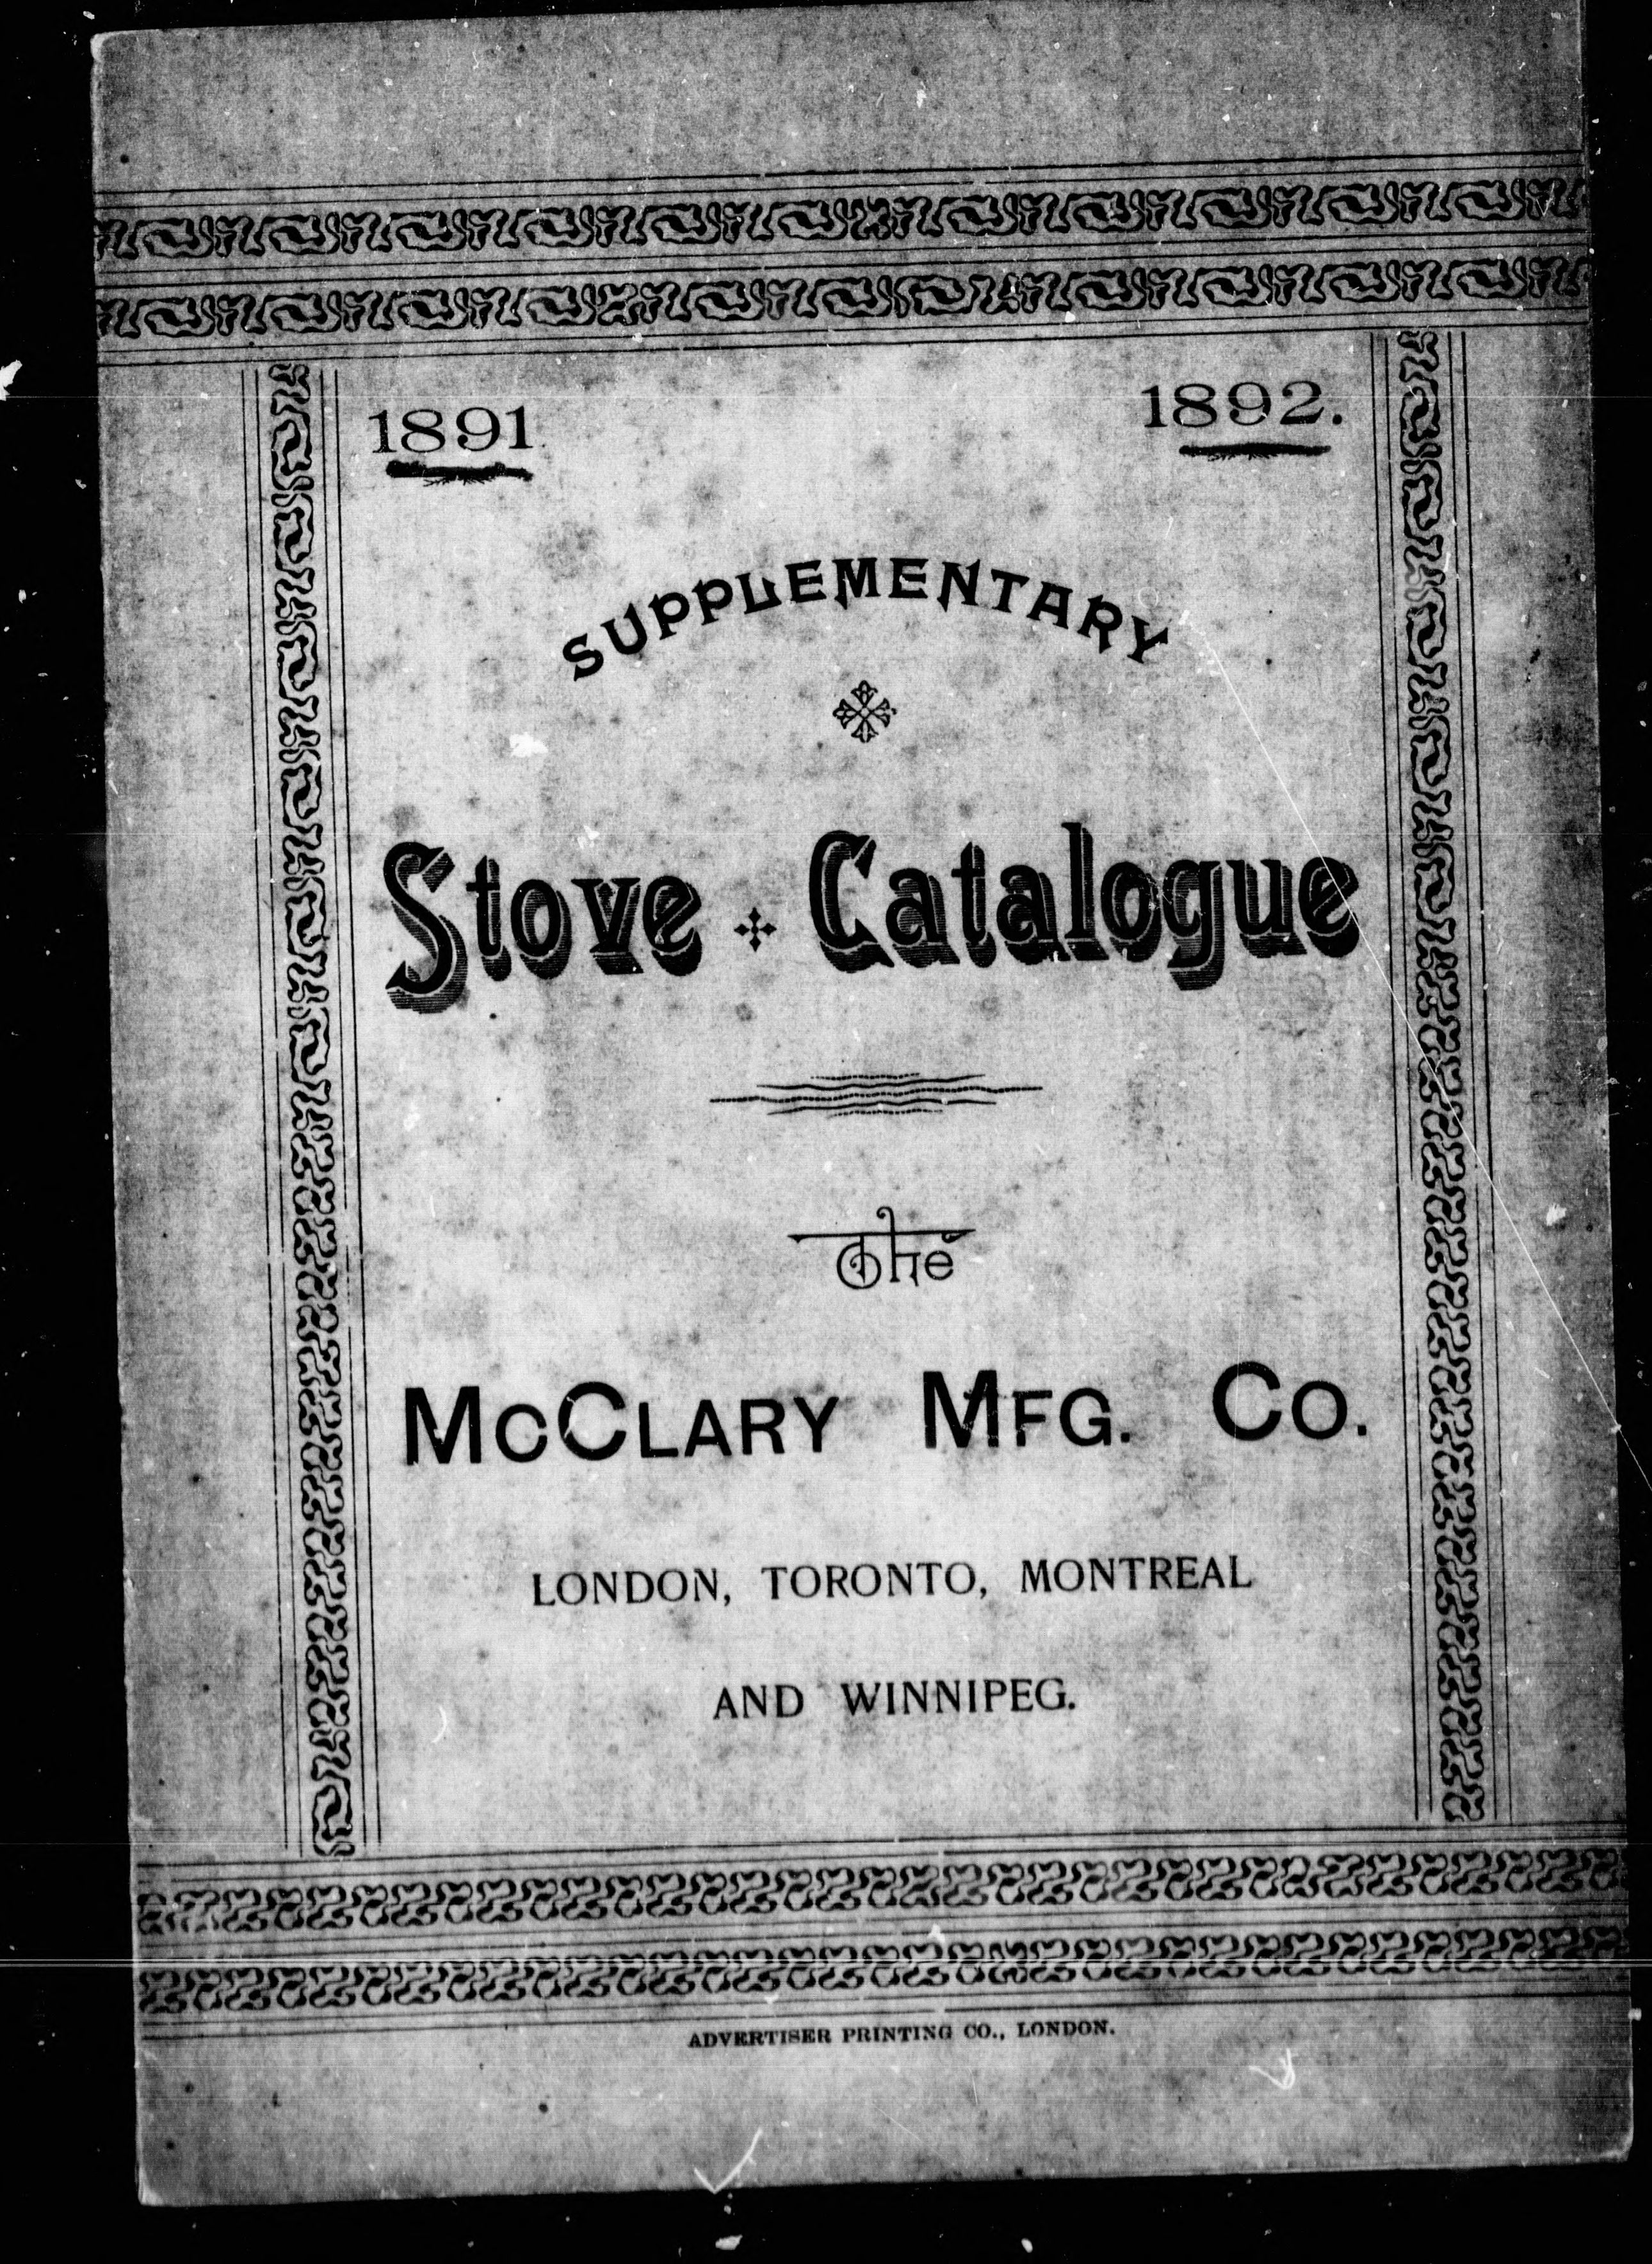 1891 1892.
SUPPLEMENTARY
Stove Catalogue
The
McClary Mfg. Co.
LONDON, TORONTO, MONTREAL
AND WINNIPEG.
ADVERTISER PRINTING CO., LONDON.